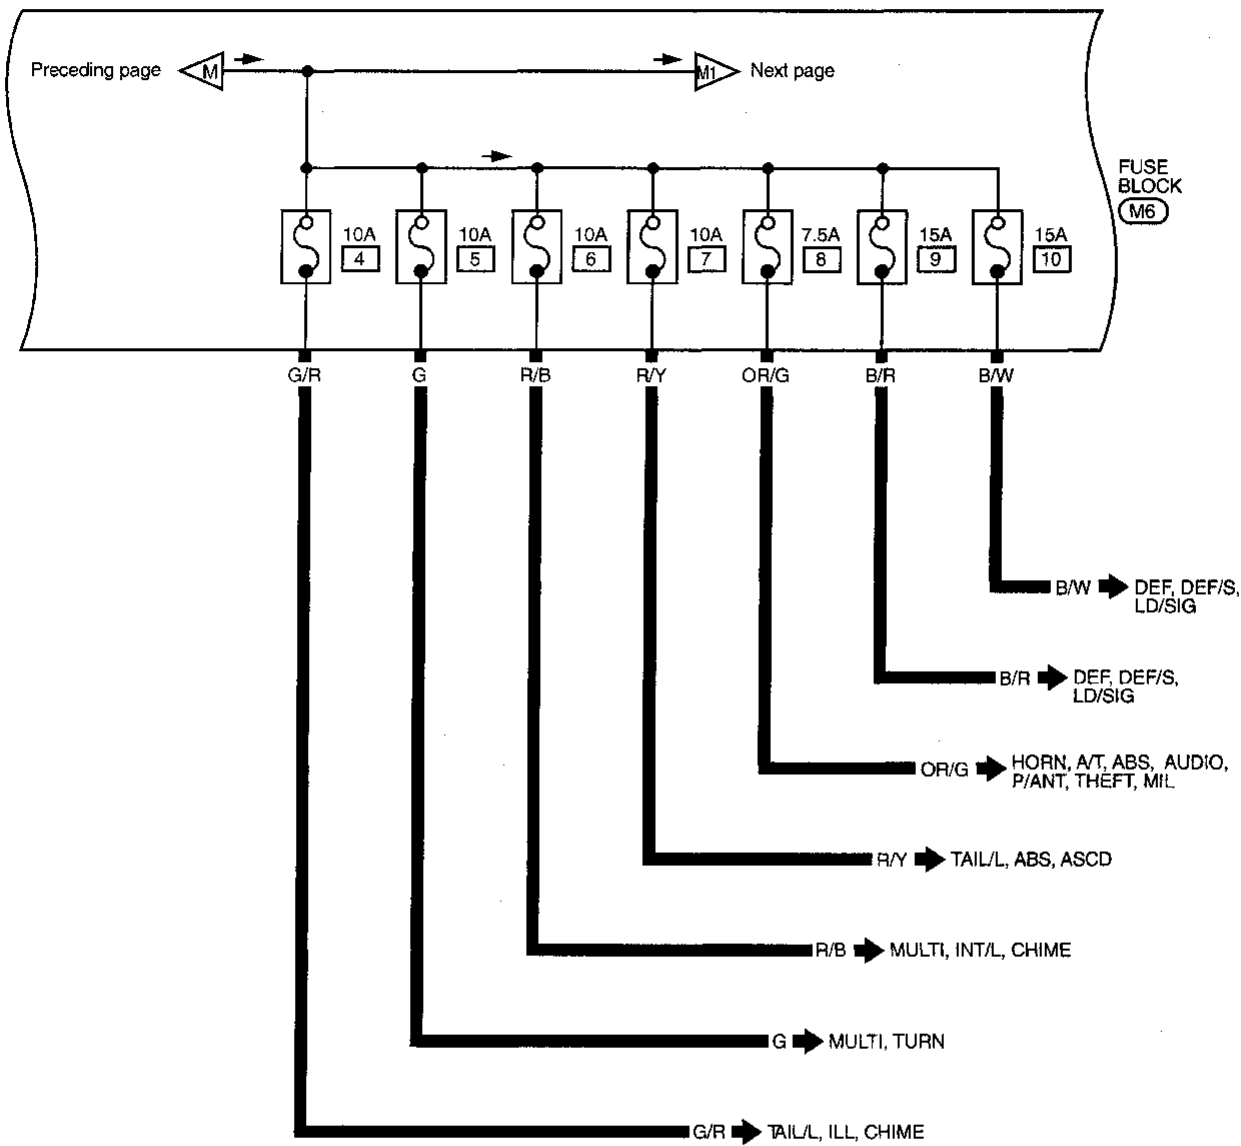 Preceding page M M1 Next page
FUSE
BLOCK
M6
10A 10A 10A 10A 7.5A 15A 15A
4 5 6 7 8 9 10
G/R G R/B R/Y OR/G B/R B/W
B/W DEF, DEF/S,
LD/SIG
B/R DEF, DEF/S,
LD/SIG
OR/G HORN, A/T, ABS, AUDIO,
P/ANT, THEFT, MIL
R/Y TAIL/L, ABS, ASCD
R/B MULTI, INT/L, CHIME
G MULTI, TURN
G/R TAIL/L, ILL, CHIME